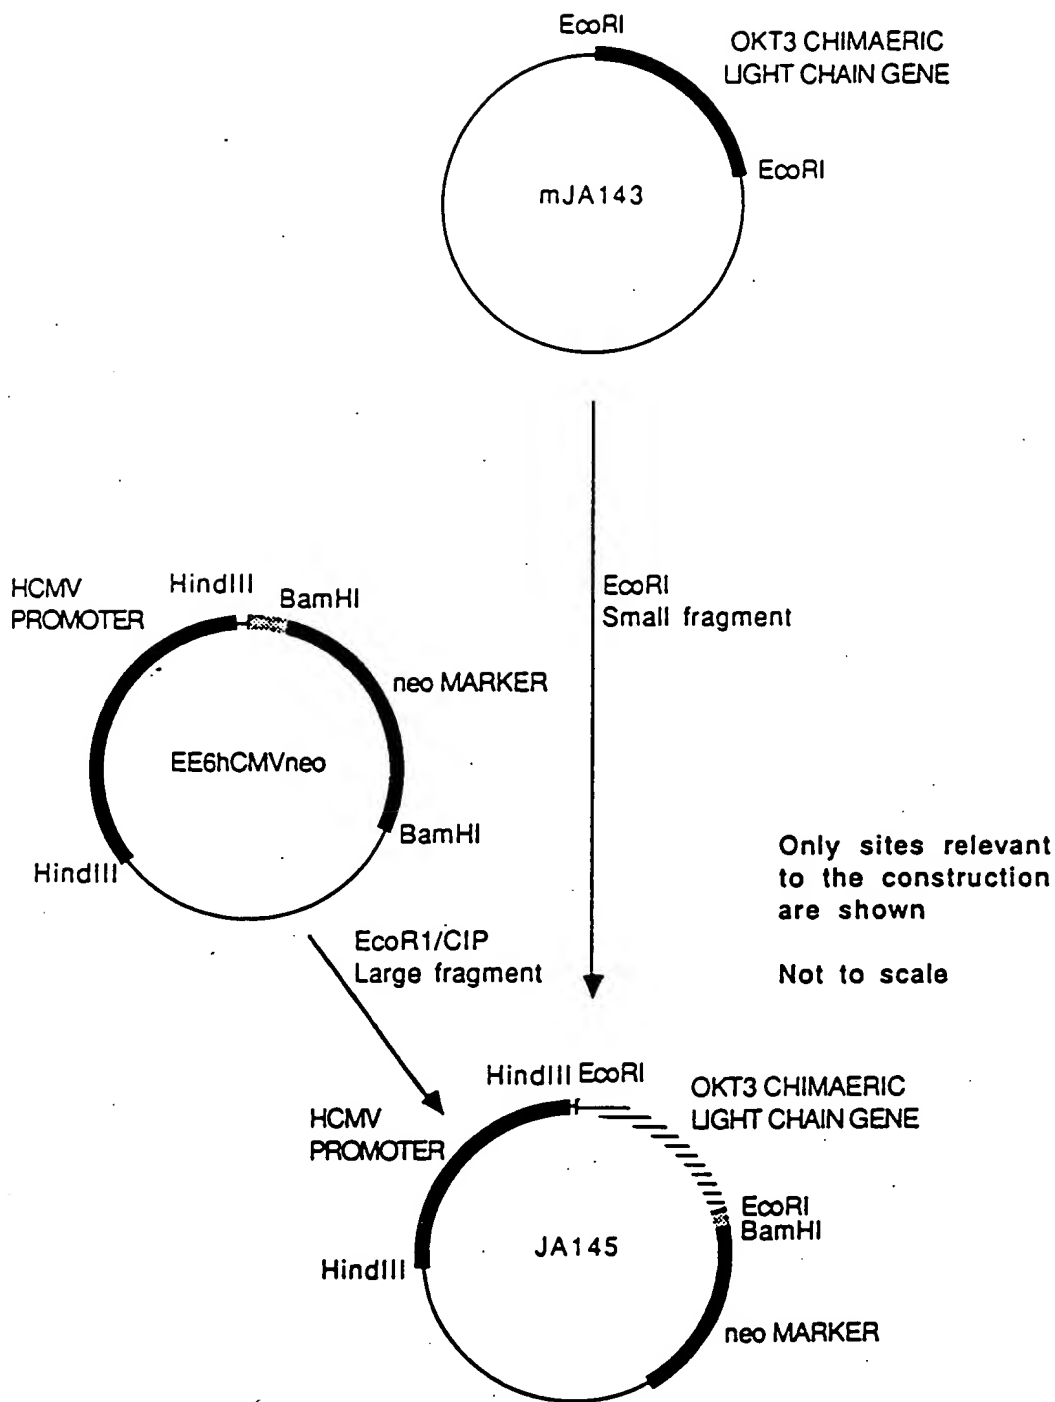 EcoRI
OKT3 CHIMAERIC
LIGHT CHAIN GENE
EcoRI
mJA143
EcoRI
Small fragment
HCMV
PROMOTER
HindIII
BamHI
neo MARKER
EE6hCMVneo
BamHI
HindIII
Only sites relevant
to the construction
are shown
Not to scale
EcoR1/CIP
Large fragment
HindIII EcoRI
OKT3 CHIMAERIC
LIGHT CHAIN GENE
HCMV
PROMOTER
EcoRI
BamHI
JA145
HindIII
neo MARKER